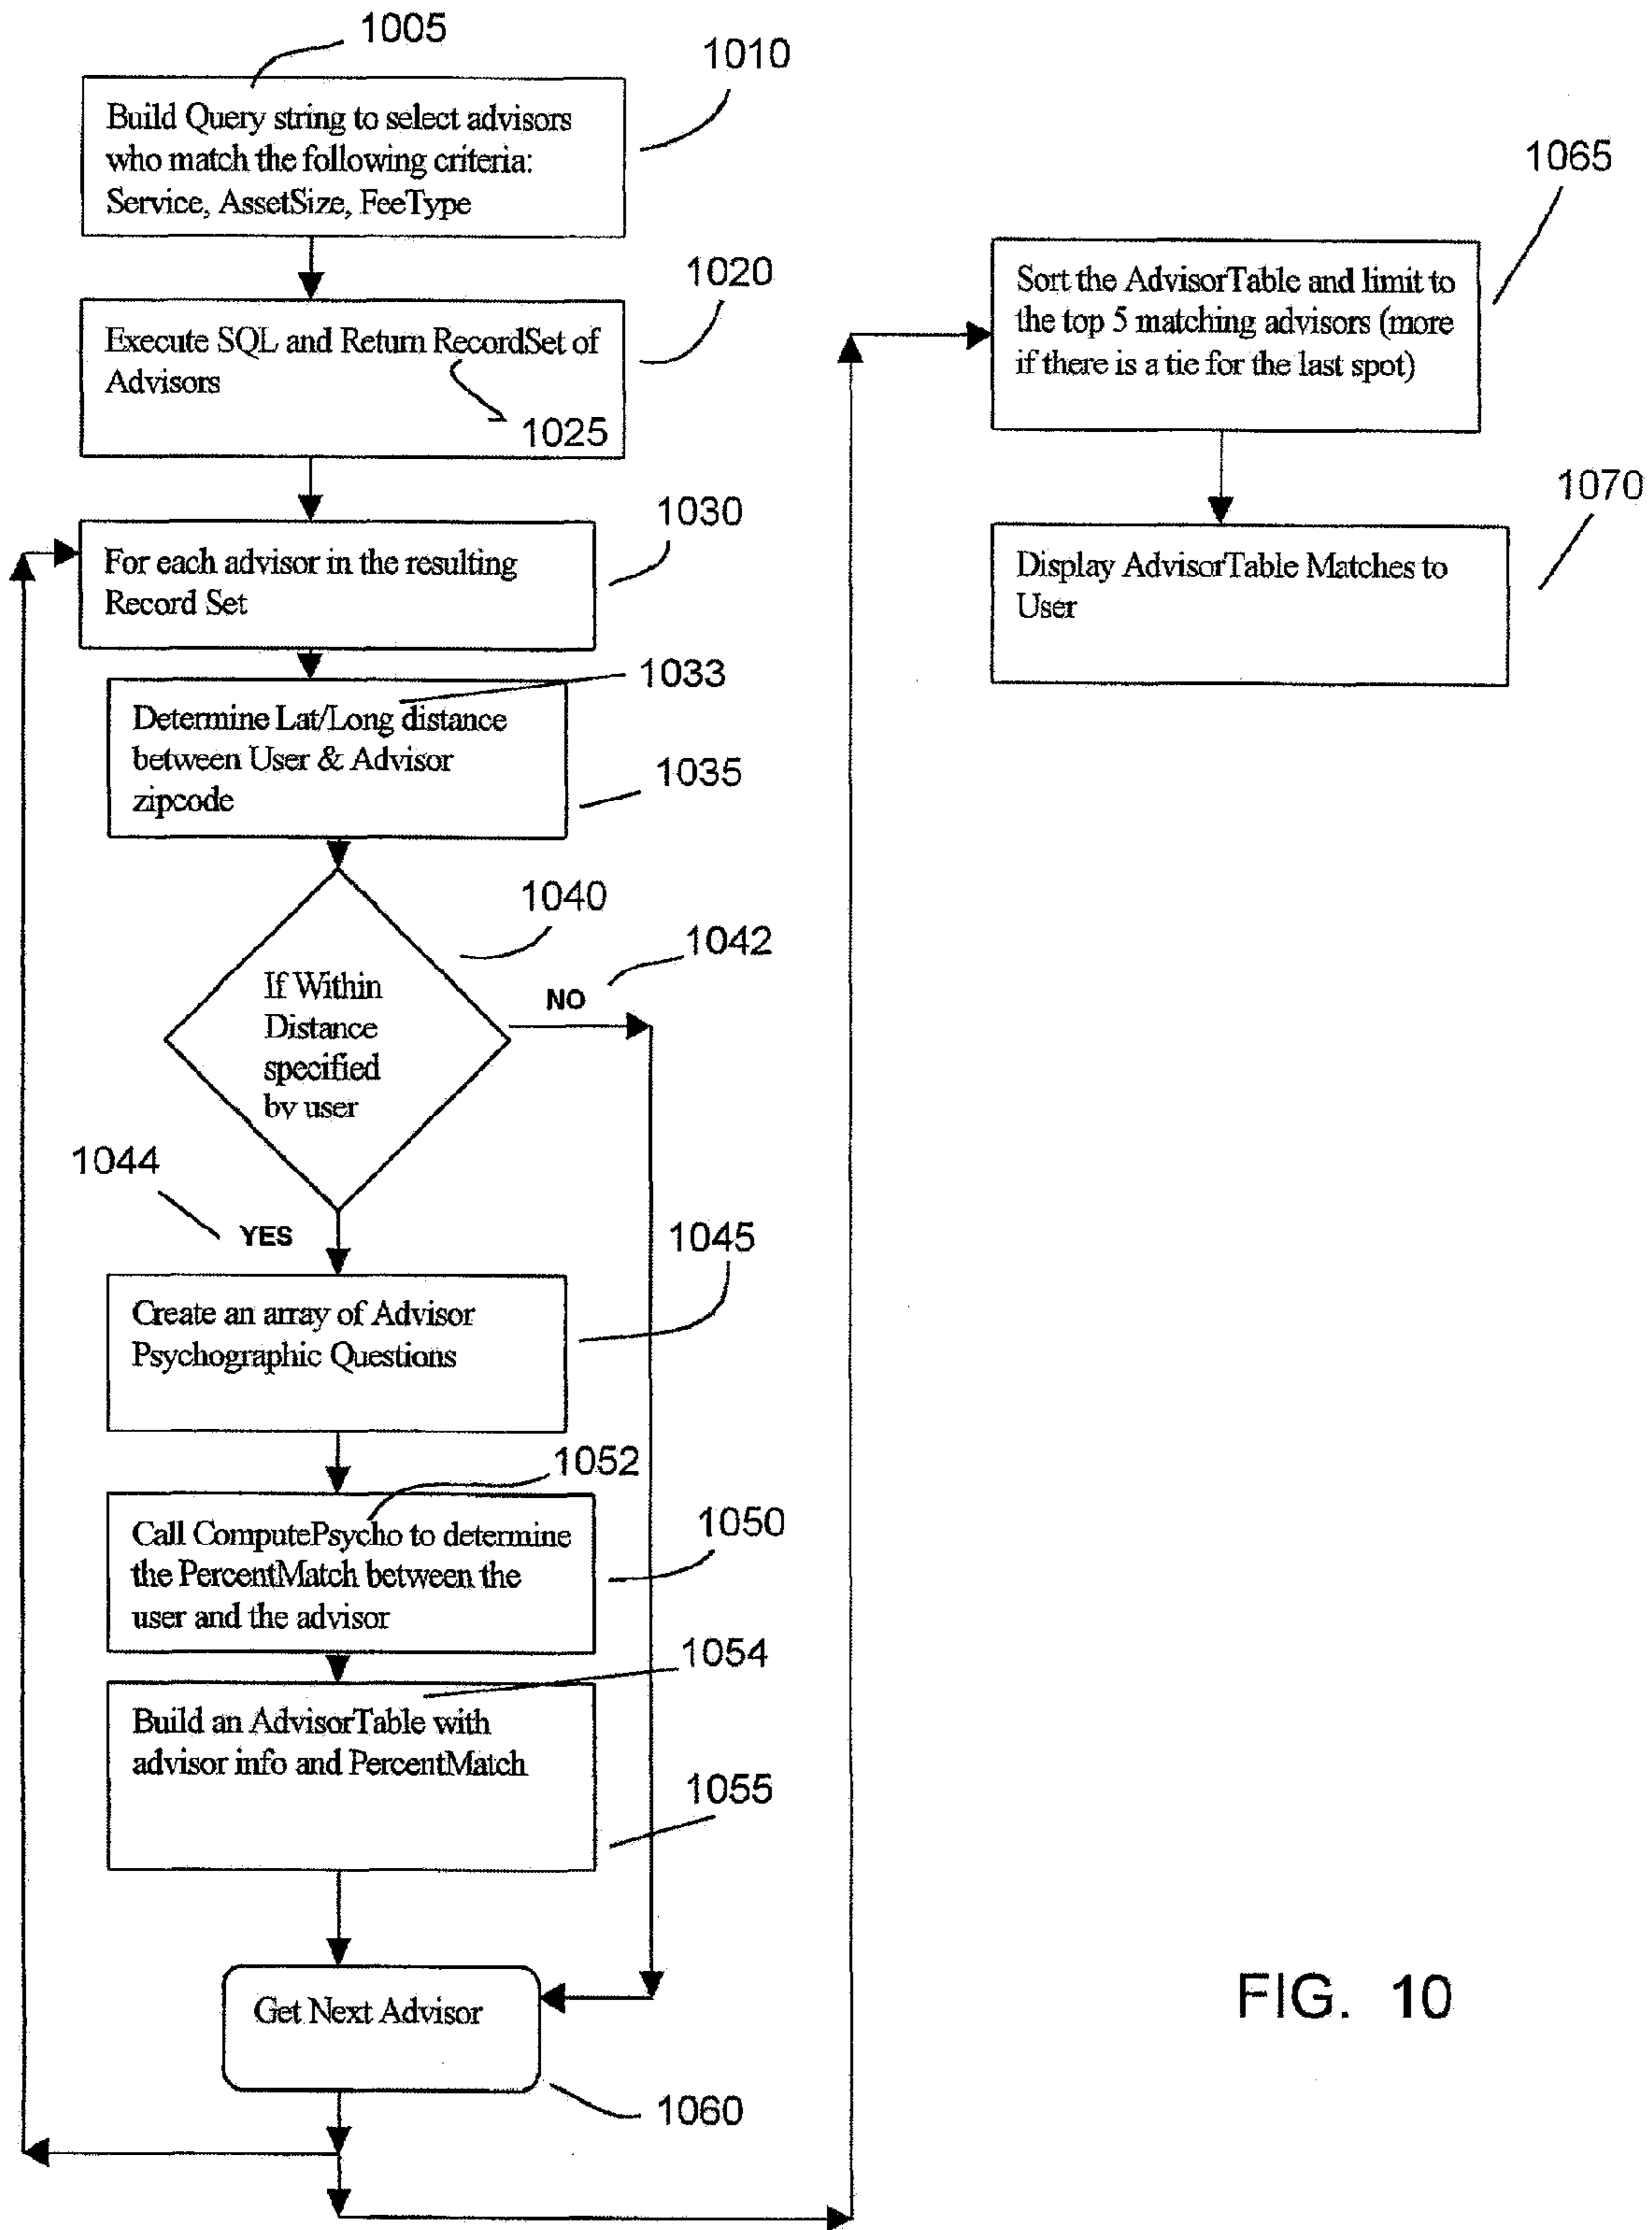 1005
1010
Build Query string to select advisors
who match the following criteria:
Service, AssetSize, FeeType
1020
Execute SQL and Return RecordSet of
Advisors
1025
1030
For each advisor in the resulting
Record Set
1033
Determine Lat/Long distance
between User & Advisor
zipcode
1035
1040
1042
If Within
Distance
specified
by user
NO
1044
YES
1045
Create an array of Advisor
Psychographic Questions
1052
Call ComputePsycho to determine
the PercentMatch between the
user and the advisor
1050
1054
Build an AdvisorTable with
advisor info and PercentMatch
1055
Get Next Advisor
1060
1065
Sort the AdvisorTable and limit to
the top 5 matching advisors (more
if there is a tie for the last spot)
1070
Display AdvisorTable Matches to
User
FIG. 10